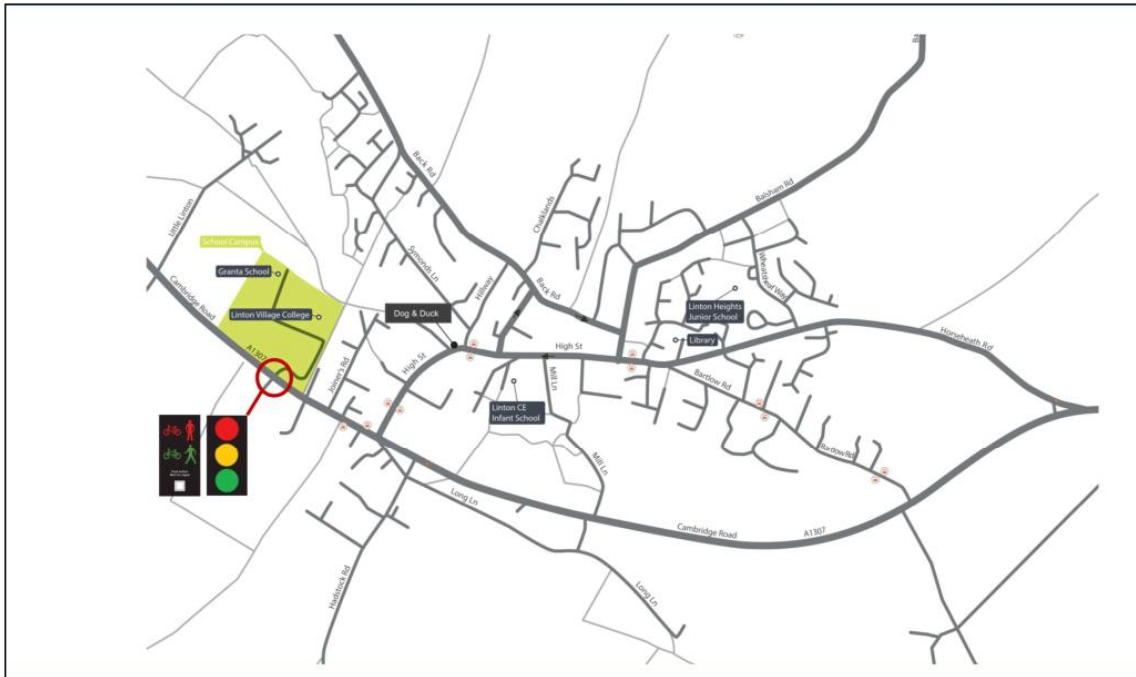 Ba
Back Rd
Balsham Rd
Chalklands
Little Linton
Symonds Ln
Wheatsheaf Way
School Campus
Granta School
Hillway
Back Rd
Linton Village College
Dog & Duck
Linton Heights
Junior School
Library
Horseheath Rd
Cambridge Road
A1307
Joiner's Rd
High St
High St
Mill Ln
Bartlow Rd
Linton CE
Infant School
Bartlow Rd
Mill Ln
Long Ln
Cambridge Road
A1307
Hadstock Rd
Long Ln